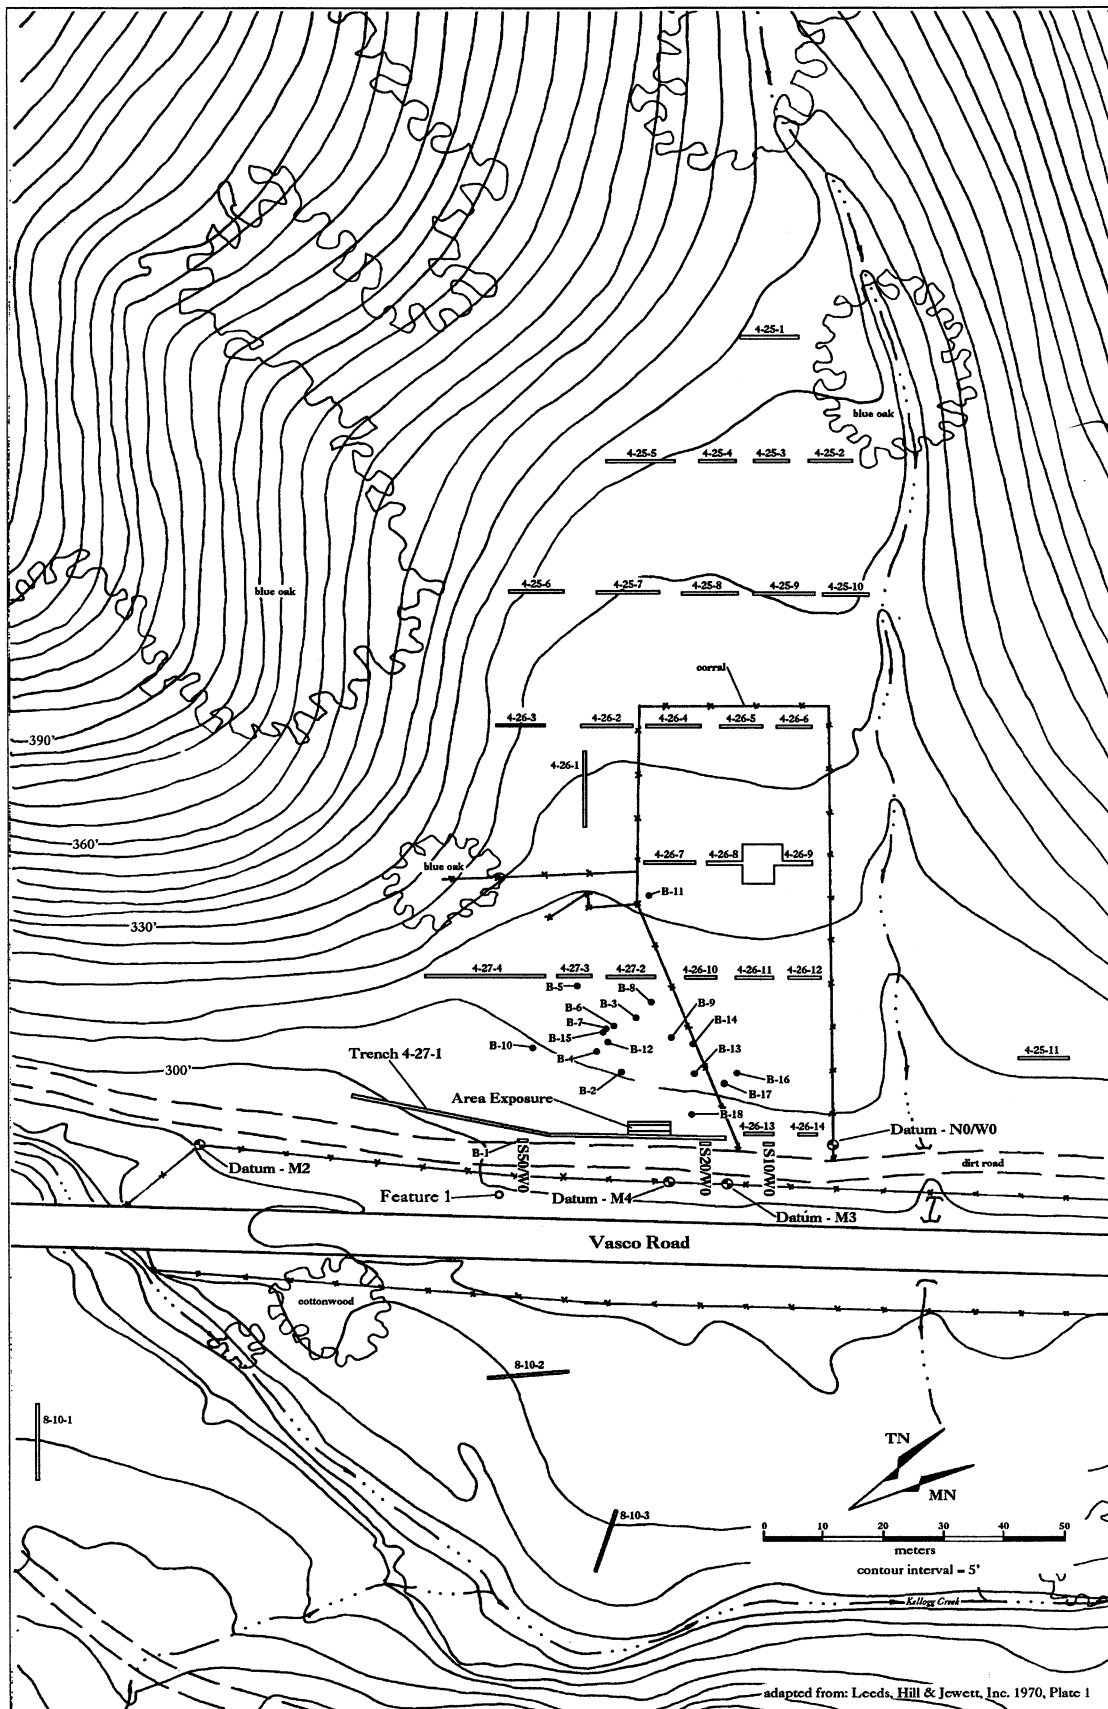 4-25-1
blue oak
4-25-5
4-25-4
4-25-3
4-25-2
4-25-6
4-25-7
4-25-8
4-25-9
4-25-10
blue oak
corral
4-26-3
4-26-2
4-26-4
4-26-5
4-26-6
390'
4-26-1
360'
blue oak
4-26-7
4-26-8
4-26-9
B-11
330'
4-27-4
4-27-3
4-27-2
4-26-10
4-26-11
4-26-12
B-5
B-8
B-3
B-6
B-7
B-15
B-9
B-14
B-10
B-12
B-4
B-13
Trench 4-27-1
4-25-11
300'
B-2
B-16
B-17
Area Exposure
B-18
4-26-13
4-26-14
Datum - N0/W0
B-1
S50/W0
S20/W0
S10/W0
Datum - M2
dirt road
Feature 1
Datum - M4
Datum - M3
Vasco Road
cottonwood
8-10-2
8-10-1
TN
MN
8-10-3
0 10 20 30 40 50
meters
contour interval = 5'
Kellogg Creek
adapted from: Leeds, Hill & Jewett, Inc. 1970, Plate 1